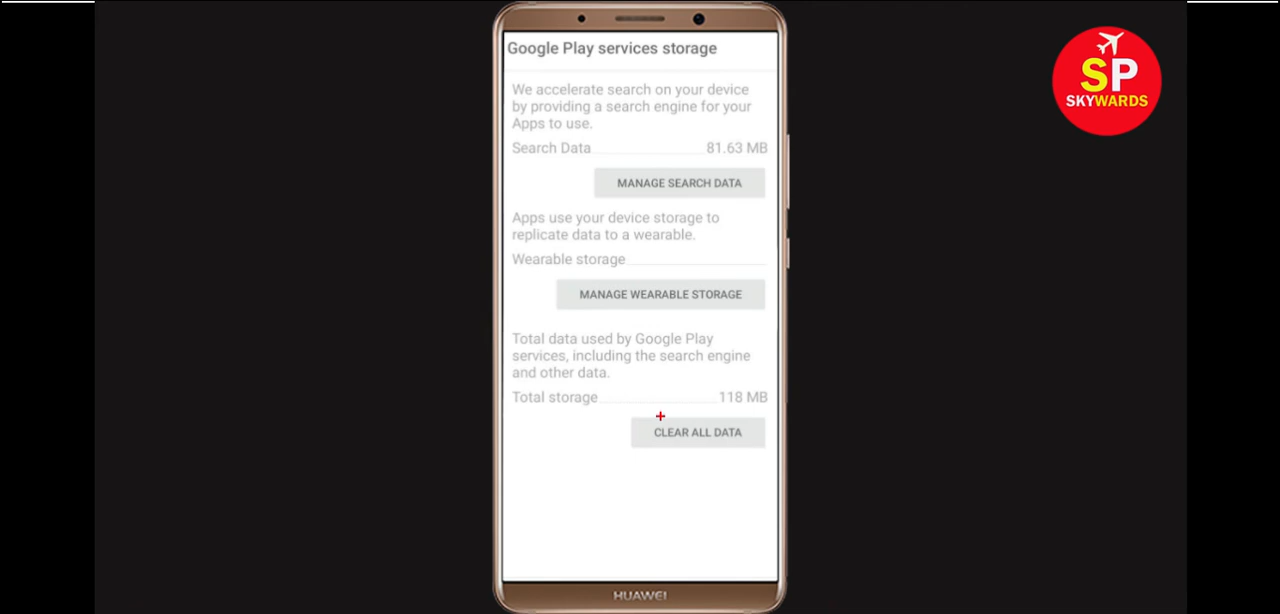 Google Play services storage
We accelerate search on your device
by providing a search engine for your
Apps to use.
Search Data 81.63 MB
MANAGE SEARCH DATA
Apps use your device storage to
replicate data to a wearable.
Wearable storage
MANAGE WEARABLE STORAGE
Total data used by Google Play
services, including the search engine
and other data.
Total storage 118 MB
CLEAR ALL DATA
HUAWEI
SP
SKYWARDS